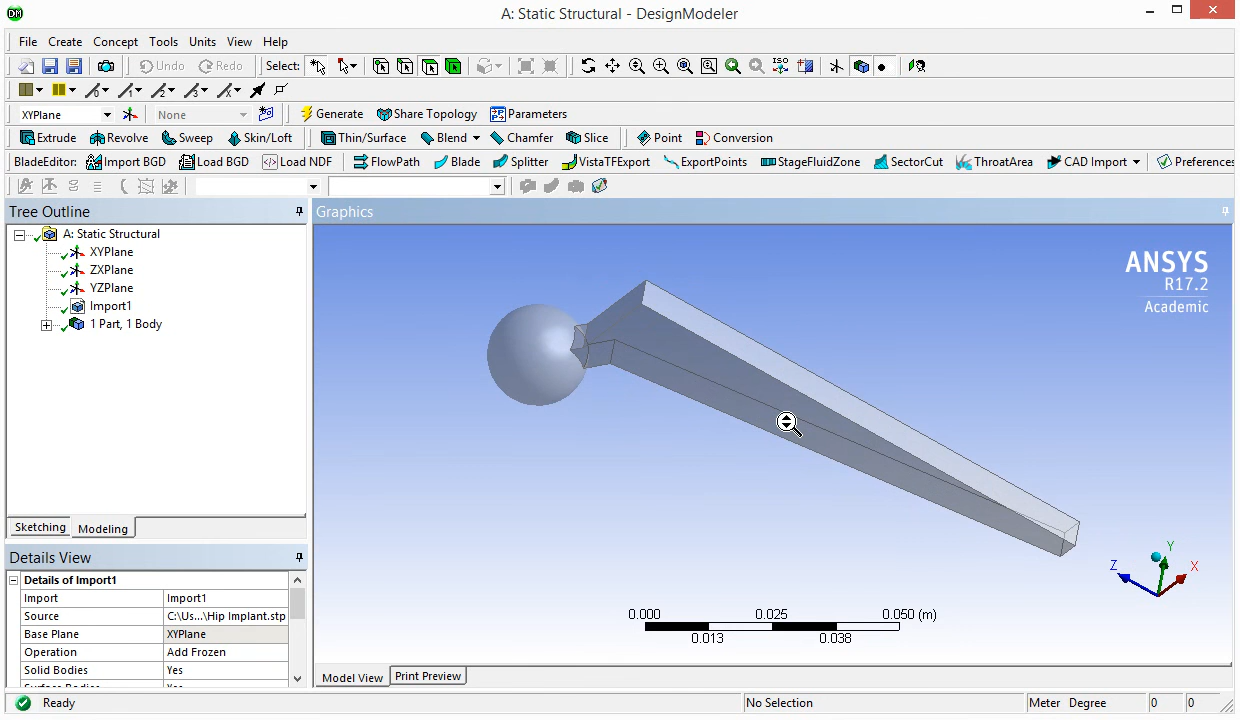 DM A: Static Structural - DesignModeler
File Create Concept Tools Units View Help
Undo Redo Select: ISO
XYPlane None Generate Share Topology Parameters
Extrude Revolve Sweep Skin/Loft Thin/Surface Blend Chamfer Slice Point Conversion
BladeEditor: Import BGD Load BGD Load NDF FlowPath Blade Splitter VistaTFExport ExportPoints StageFluidZone SectorCut ThroatArea CAD Import Preferences
Tree Outline
Graphics
A: Static Structural
XYPlane
ZXPlane
YZPlane
Import1
1 Part, 1 Body
ANSYS
R17.2
Academic
Sketching Modeling
Details View
Details of Import1
Import Import1
Source C:\Us...\Hip Implant.stp
Base Plane XYPlane
Operation Add Frozen
Solid Bodies Yes
Surface Bodies Yes
Y
Z X
0.000 0.025 0.050 (m)
0.013 0.038
Model View Print Preview
Ready No Selection Meter Degree 0 0